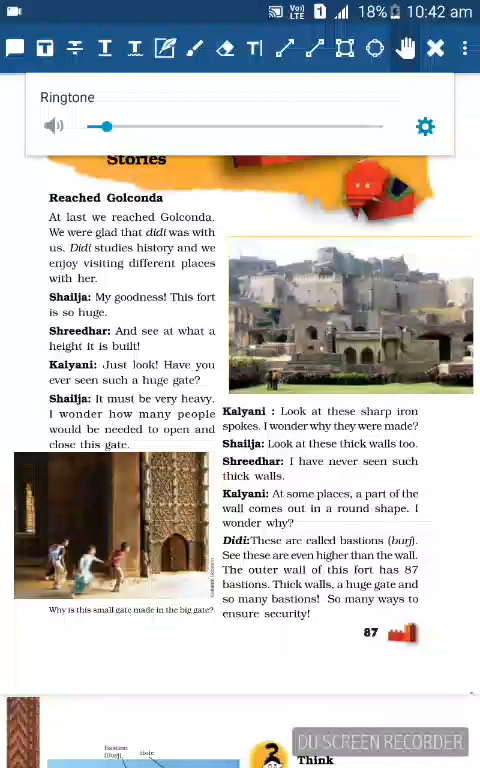 Vo))
LTE
1
18%
10:42 am
T
T
T
T
T
Ringtone
Stories
Reached Golconda
At last we reached Golconda.
We were glad that didi was with
us. Didi studies history and we
enjoy visiting different places
with her.
Shailja: My goodness! This fort
is so huge.
Shreedhar: And see at what a
height it is built!
Kalyani: Just look! Have you
ever seen such a huge gate?
Shailja: It must be very heavy.
I wonder how many people
would be needed to open and
close this gate.
Why is this small gate made in the big gate?
Kalyani : Look at these sharp iron
spokes. I wonder why they were made?
Shailja: Look at these thick walls too.
Shreedhar: I have never seen such
thick walls.
Kalyani: At some places, a part of the
wall comes out in a round shape. I
wonder why?
Didi:These are called bastions (burj).
See these are even higher than the wall.
The outer wall of this fort has 87
bastions. Thick walls, a huge gate and
so many bastions! So many ways to
ensure security!
87
Bastion
(Burj)
Hole
?
Think
DU SCREEN RECORDER